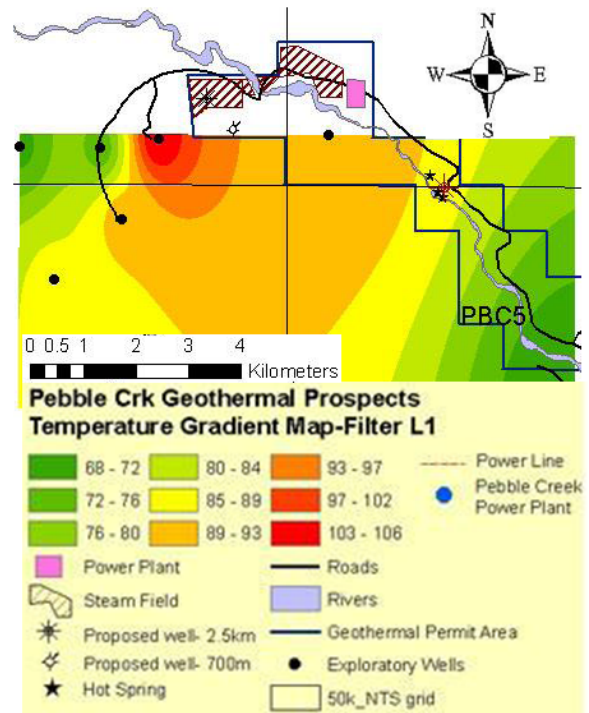 N
W E
S
PBC5
0 0.5 1 2 3 4
Kilometers
Pebble Crk Geothermal Prospects
Temperature Gradient Map-Filter L1
68 - 72 80 - 84 93 - 97 Power Line
72 - 76 85 - 89 97 - 102 Pebble Creek
Power Plant
76 - 80 89 - 93 103 - 106
Power Plant Roads
Steam Field Rivers
Proposed well- 2.5km Geothermal Permit Area
Proposed well- 700m Exploratory Wells
Hot Spring 50k_NTS grid